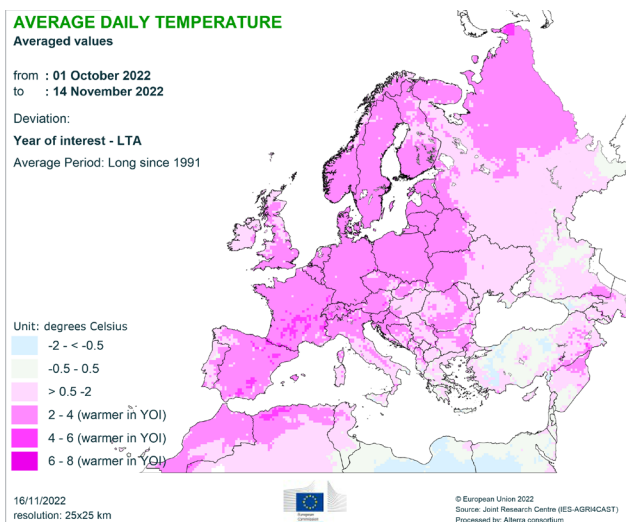 AVERAGE DAILY TEMPERATURE
Averaged values
from : 01 October 2022
to : 14 November 2022
Deviation:
Year of interest - LTA
Average Period: Long since 1991
Unit: degrees Celsius
-2 - < -0.5
-0.5 - 0.5
> 0.5 -2
2 - 4 (warmer in YOI)
4 - 6 (warmer in YOI)
6 - 8 (warmer in YOI)
16/11/2022
resolution: 25x25 km
European
Commission
© European Union 2022
Source: Joint Research Centre (IES-AGRI4CAST)
Processed by: Alterra consortium